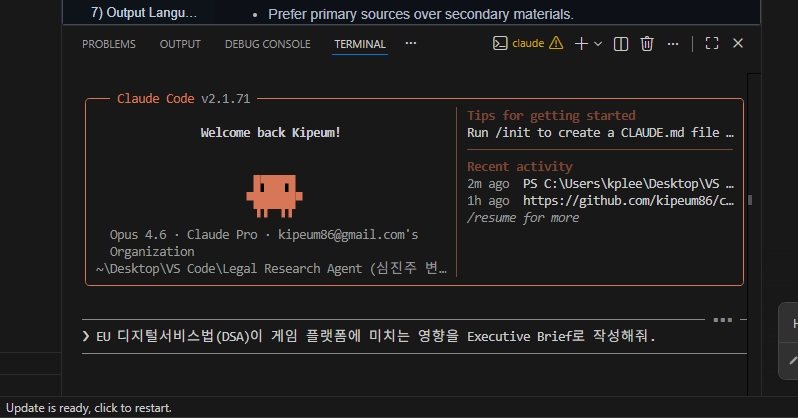 7) Output Langu...
• Prefer primary sources over secondary materials.
PROBLEMS OUTPUT DEBUG CONSOLE TERMINAL ... claude
Claude Code v2.1.71
Welcome back Kipeum!
Opus 4.6 · Claude Pro · kipeum86@gmail.com's
Organization
~\Desktop\VS Code\Legal Research Agent (심진주 변…
Tips for getting started
Run /init to create a CLAUDE.md file …
Recent activity
2m ago PS C:\Users\kplee\Desktop\VS …
1h ago https://github.com/kipeum86/c…
/resume for more
❯ EU 디지털서비스법(DSA)이 게임 플랫폼에 미치는 영향을 Executive Brief로 작성해줘.
Update is ready, click to restart.